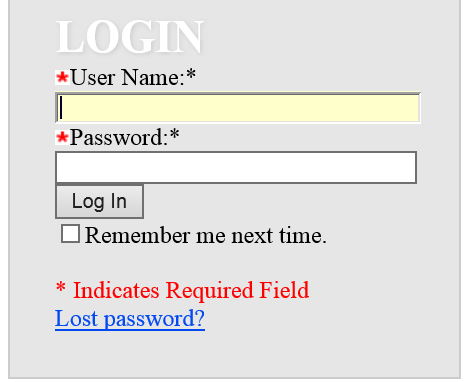 LOGIN
*User Name:*
*Password:*
Log In
Remember me next time.
* Indicates Required Field
Lost password?